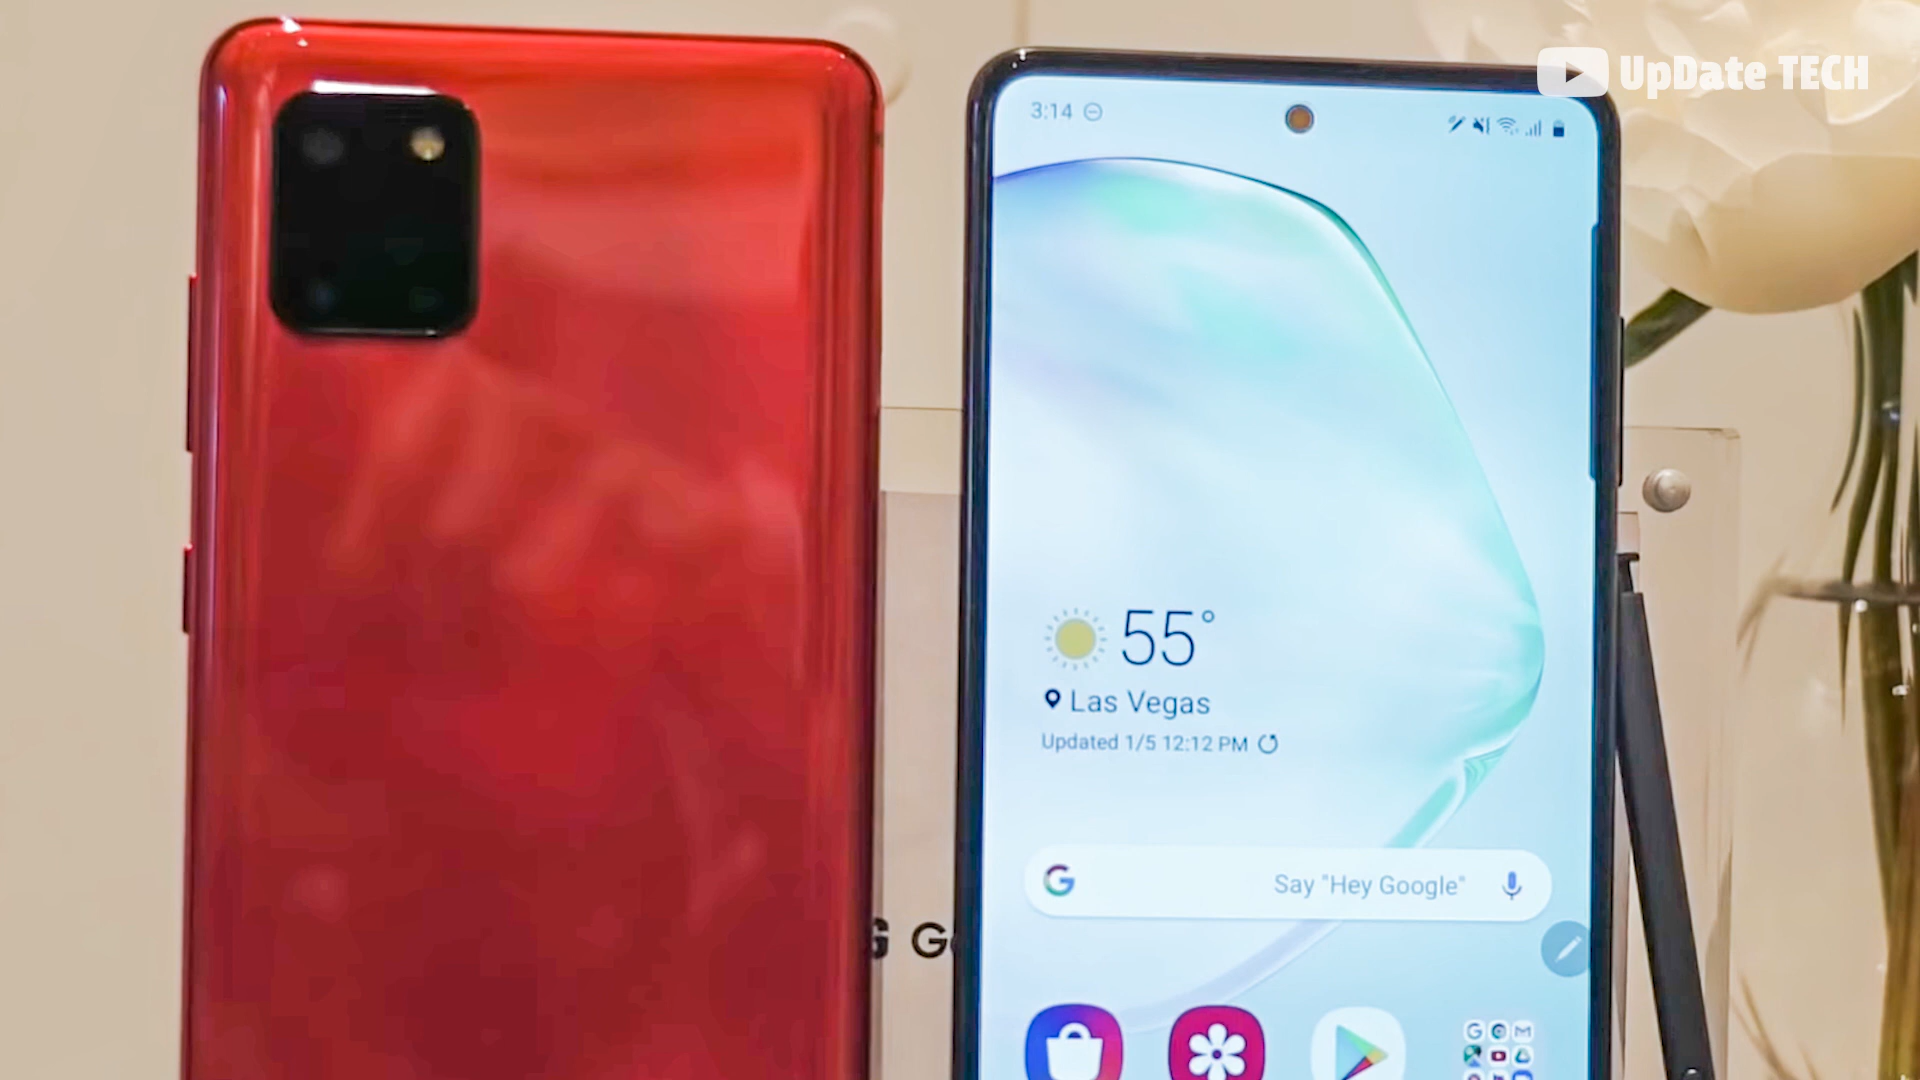 UpDate TECH
3:14
55°
Las Vegas
Updated 1/5 12:12 PM
G
Say "Hey Google"
G G